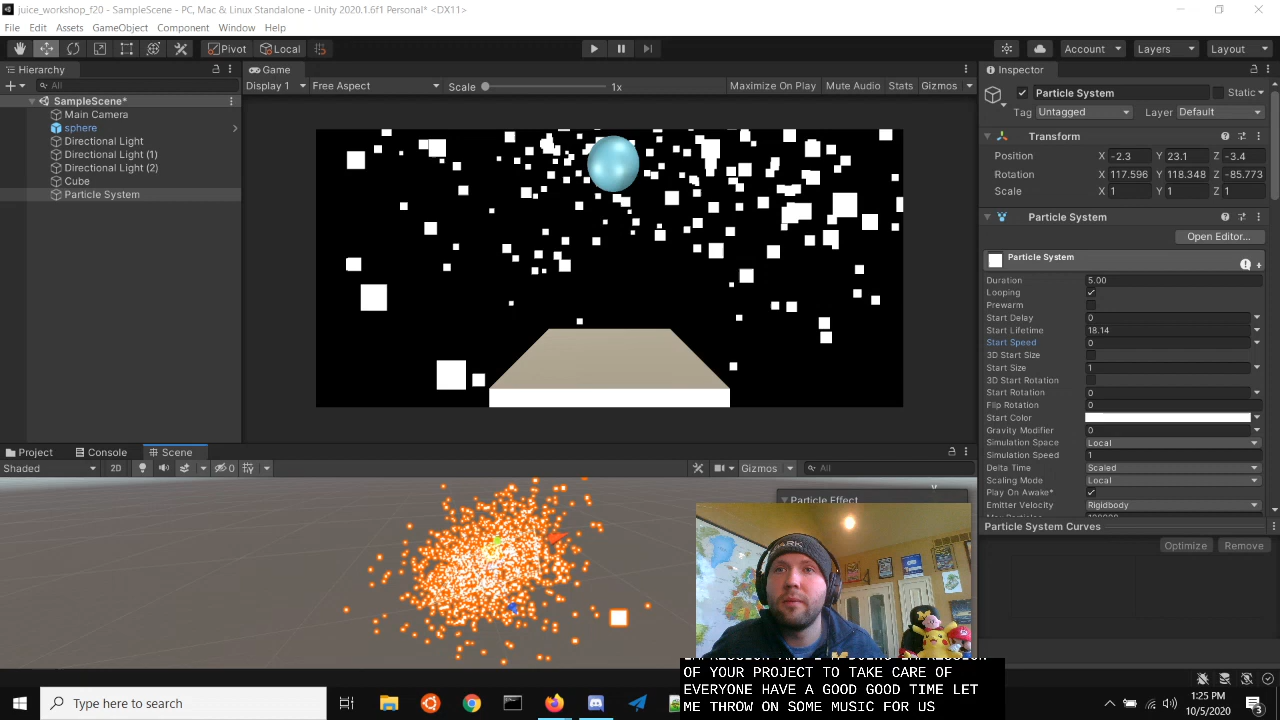 juice_workshop_f20 - SampleScene - PC, Mac & Linux Standalone - Unity 2020.1.6f1 Personal* <DX11>
File Edit Assets GameObject Component Window Help
Pivot Local Account Layers Layout
Hierarchy
All
SampleScene*
Main Camera
sphere
Directional Light
Directional Light (1)
Directional Light (2)
Cube
Particle System
Game
Display 1 Free Aspect Scale 1x Maximize On Play Mute Audio Stats Gizmos
Inspector
Particle System Static
Tag Untagged Layer Default
Transform
Position X -2.3 Y 23.1 Z -3.4
Rotation X 117.596 Y 118.348 Z -85.773
Scale X 1 Y 1 Z 1
Particle System
Open Editor...
Particle System
Duration 5.00
Looping
Prewarm
Start Delay 0
Start Lifetime 18.14
Start Speed 0
3D Start Size
Start Size 1
3D Start Rotation
Start Rotation 0
Flip Rotation 0
Start Color
Gravity Modifier 0
Simulation Space Local
Simulation Speed 1
Delta Time Scaled
Scaling Mode Local
Play On Awake*
Emitter Velocity Rigidbody
Particle System Curves
Optimize Remove
Project Console Scene
Shaded 2D 0 Gizmos All
Particle Effect
IMPRESSION AND I'M DOING IMPRESSION
OF YOUR PROJECT TO TAKE CARE OF
EVERYONE HAVE A GOOD GOOD TIME LET
ME THROW ON SOME MUSIC FOR US
Type here to search
1:25 PM
10/5/2020
3